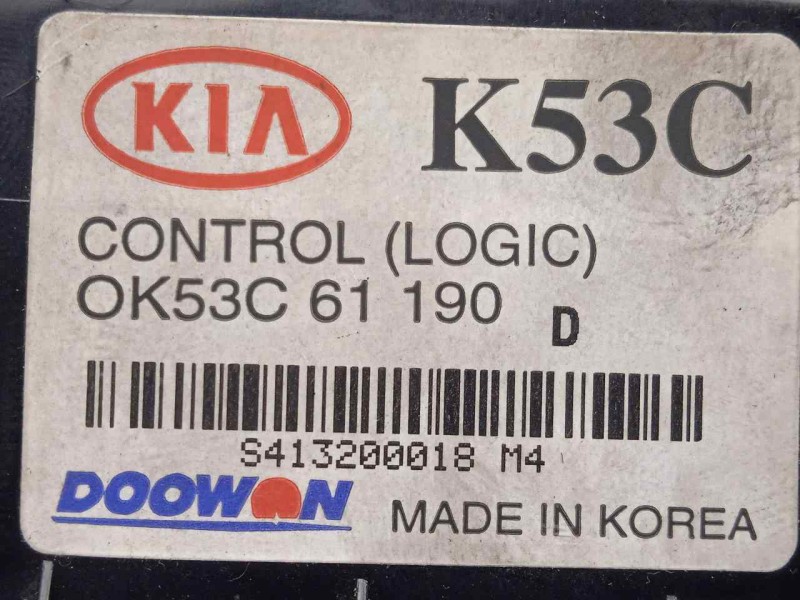 KIA K53C
CONTROL (LOGIC)
OK53C 61 190 D
S413200018 M4
DOOWON MADE IN KOREA